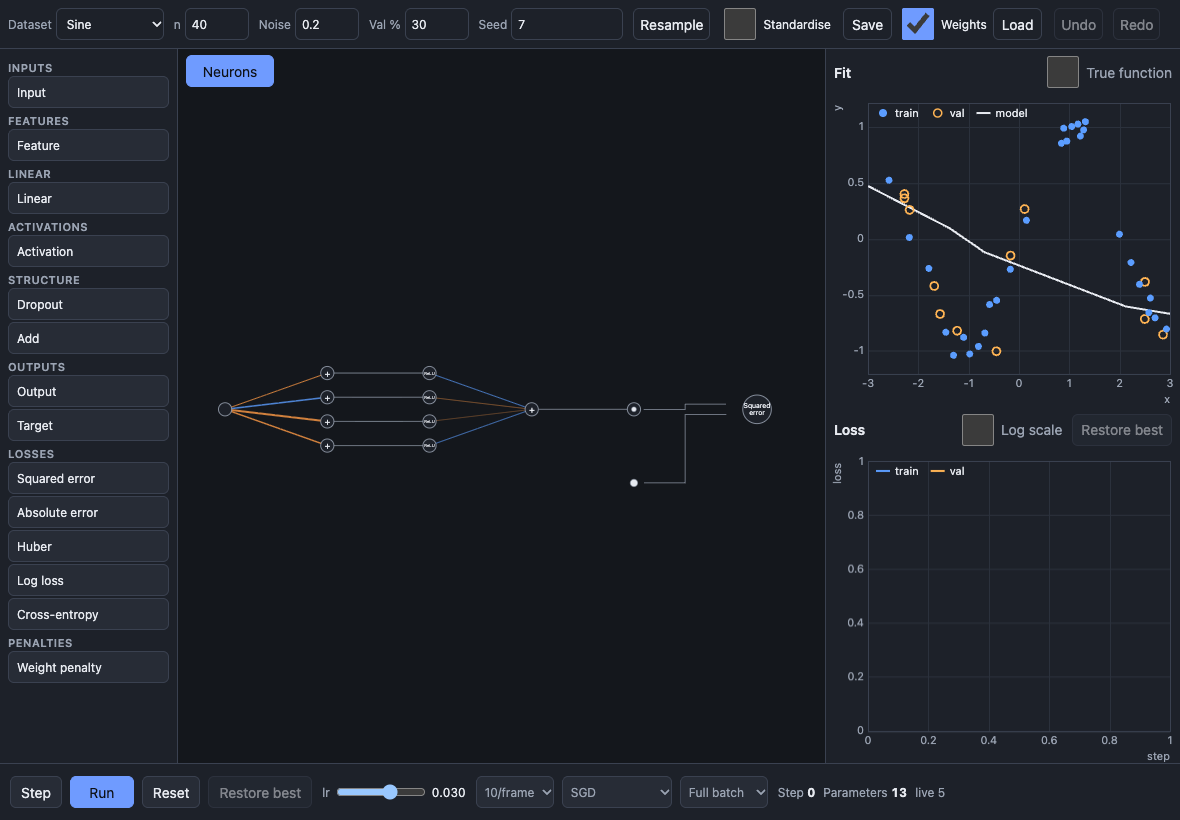 Dataset Sine n 40 Noise 0.2 Val % 30 Seed 7 Resample Standardise Save Weights Load Undo Redo
INPUTS
Input
FEATURES
Feature
LINEAR
Linear
ACTIVATIONS
Activation
STRUCTURE
Dropout
Add
OUTPUTS
Output
Target
LOSSES
Squared error
Absolute error
Huber
Log loss
Cross-entropy
PENALTIES
Weight penalty
Neurons
+ ReLU
+ ReLU
+ ReLU
+ ReLU
+
Squared
error
Fit True function
y
train val model
1
0.5
0
-0.5
-1
-3 -2 -1 0 1 2 3
x
Loss Log scale Restore best
loss
train val
1
0.8
0.6
0.4
0.2
0
0 0.2 0.4 0.6 0.8 1
step
Step Run Reset Restore best lr 0.030 10/frame SGD Full batch Step 0 Parameters 13 live 5